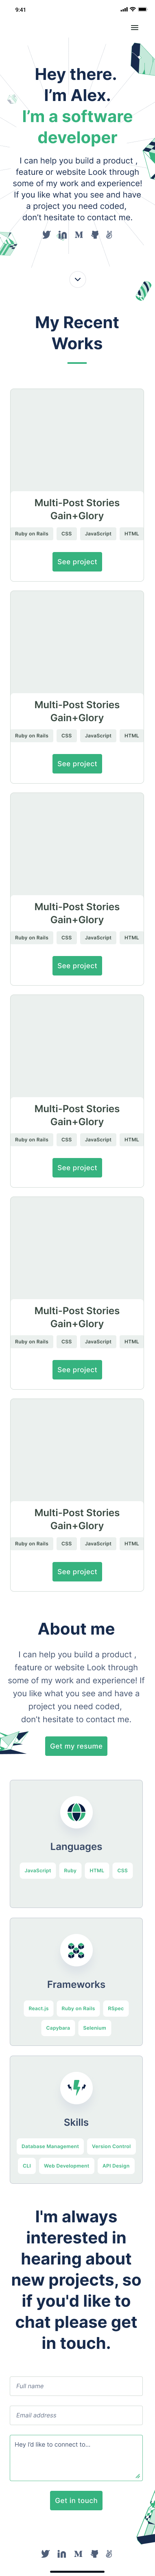 9:41
Hey there.
I'm Alex.
I'm a software
developer
I can help you build a product ,
feature or website Look through
some of my work and experience!
If you like what you see and have
a project you need coded,
don't hesitate to contact me.
My Recent
Works
Multi-Post Stories
Gain+Glory
Ruby on Rails CSS JavaScript HTML
See project
Multi-Post Stories
Gain+Glory
Ruby on Rails CSS JavaScript HTML
See project
Multi-Post Stories
Gain+Glory
Ruby on Rails CSS JavaScript HTML
See project
Multi-Post Stories
Gain+Glory
Ruby on Rails CSS JavaScript HTML
See project
Multi-Post Stories
Gain+Glory
Ruby on Rails CSS JavaScript HTML
See project
Multi-Post Stories
Gain+Glory
Ruby on Rails CSS JavaScript HTML
See project
About me
I can help you build a product ,
feature or website Look through
some of my work and experience! If
you like what you see and have a
project you need coded,
don't hesitate to contact me.
Get my resume
Languages
JavaScript Ruby HTML CSS
Frameworks
React.js Ruby on Rails RSpec
Capybara Selenium
Skills
Database Management Version Control
CLI Web Development API Design
I'm always
interested in
hearing about
new projects, so
if you'd like to
chat please get
in touch.
Full name
Email address
Hey I'd like to connect to...
Get in touch